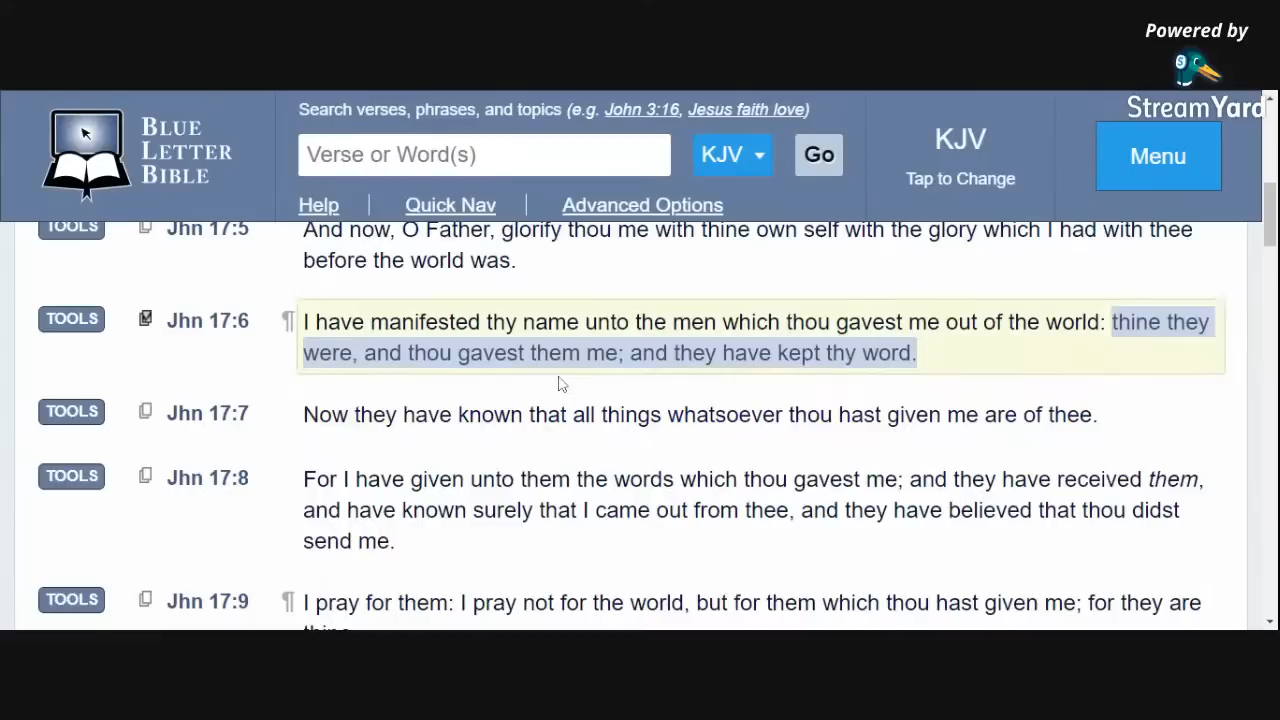 Powered by
StreamYard
BLUE
LETTER
BIBLE
Search verses, phrases, and topics (e.g. John 3:16, Jesus faith love)
Verse or Word(s)
KJV
Go
KJV
Tap to Change
Menu
Help
Quick Nav
Advanced Options
TOOLS Jhn 17:5 And now, O Father, glorify thou me with thine own self with the glory which I had with thee
before the world was.
TOOLS Jhn 17:6 ¶ I have manifested thy name unto the men which thou gavest me out of the world: thine they
were, and thou gavest them me; and they have kept thy word.
TOOLS Jhn 17:7 Now they have known that all things whatsoever thou hast given me are of thee.
TOOLS Jhn 17:8 For I have given unto them the words which thou gavest me; and they have received them,
and have known surely that I came out from thee, and they have believed that thou didst
send me.
TOOLS Jhn 17:9 ¶ I pray for them: I pray not for the world, but for them which thou hast given me; for they are
thine.